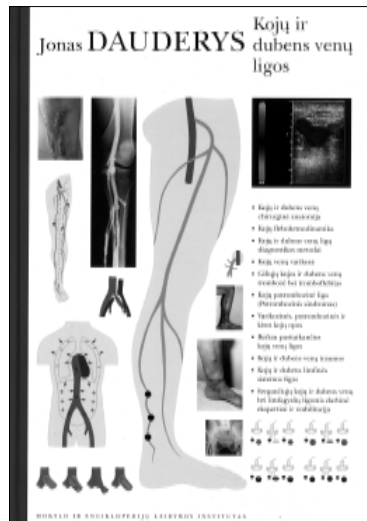 Jonas DAUDERYS
Kojų ir
dubens venų
ligos
Kojų ir dubens venų
chirurginė anatomija
Kojų flebohemodinamika
Kojų ir dubens venų ligų
diagnostikos metodai
Kojų venų varikozė
Giliųjų kojų ir dubens venų
trombozė bei tromboflebitas
Kojų potrombozinė liga
(Potrombozinis sindromas)
Varikozinės, potrombozinės ir
kitos kojų opos
Rečiau pasitaikančios
kojų venų ligos
Kojų ir dubens venų traumos
Kojų ir dubens limfinės
sistemos ligos
Sergančiųjų kojų ir dubens venų
bei limfagyslių ligomis darbinė
ekspertizė ir reabilitacija
MOKSLO IR ENCIKLOPEDIJŲ LEIDYBOS INSTITUTAS